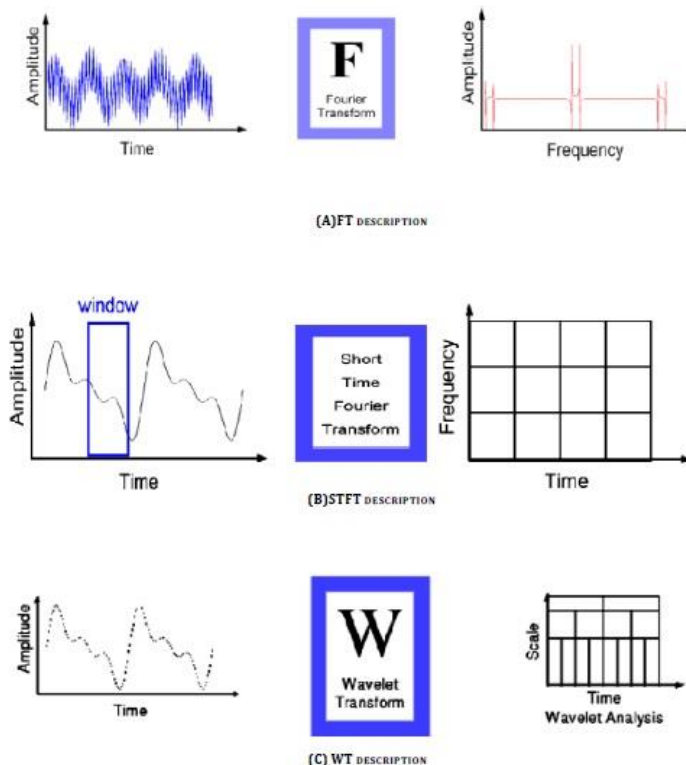 Amplitude
Time
F
Fourier
Transform
Amplitude
Frequency
(A)FT DESCRIPTION
window
Amplitude
Time
Short
Time
Fourier
Transform
Frequency
Time
(B)STFT DESCRIPTION
Amplitude
Time
W
Wavelet
Transform
Scale
Time
Wavelet Analysis
(C) WT DESCRIPTION